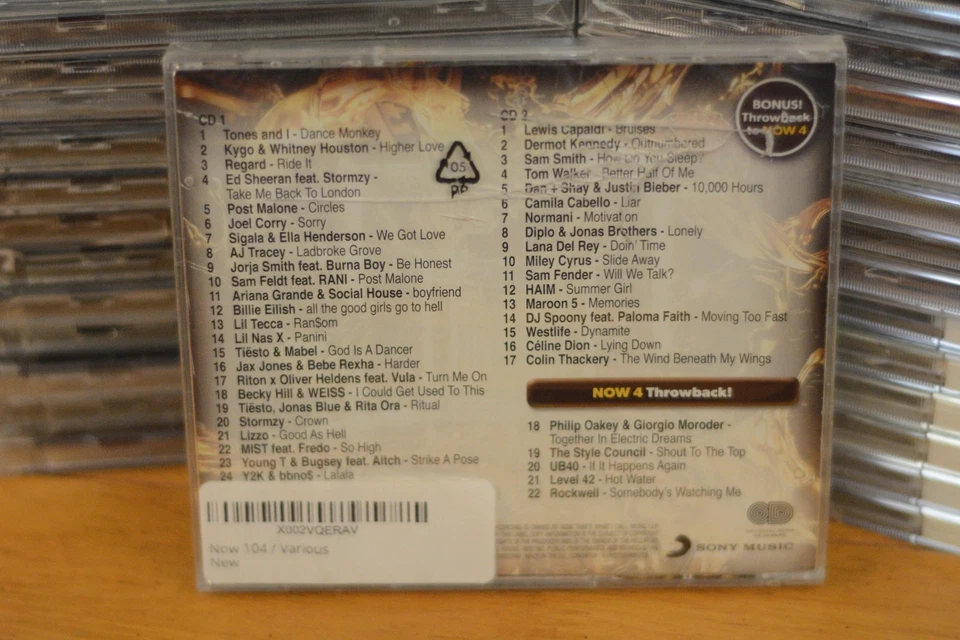 CD 1
1 Tones and I - Dance Monkey
2 Kygo & Whitney Houston - Higher Love
3 Regard - Ride It
4 Ed Sheeran feat. Stormzy -
Take Me Back To London
5 Post Malone - Circles
6 Joel Corry - Sorry
7 Sigala & Ella Henderson - We Got Love
8 AJ Tracey - Ladbroke Grove
9 Jorja Smith feat. Burna Boy - Be Honest
10 Sam Feldt feat. RANI - Post Malone
11 Ariana Grande & Social House - boyfriend
12 Billie Eilish - all the good girls go to hell
13 Lil Tecca - Ran$om
14 Lil Nas X - Panini
15 Tiësto & Mabel - God Is A Dancer
16 Jax Jones & Bebe Rexha - Harder
17 Riton x Oliver Heldens feat. Vula - Turn Me On
18 Becky Hill & WEISS - I Could Get Used To This
19 Tiësto, Jonas Blue & Rita Ora - Ritual
20 Stormzy - Crown
21 Lizzo - Good As Hell
22 MIST feat. Fredo - So High
23 Young T & Bugsey feat. Aitch - Strike A Pose
24 Y2K & bbno$ - Lalala
05
PP
X002VQERAV
Now 104 / Various
New
CD 2
1 Lewis Capaldi - Bruises
2 Dermot Kennedy - Outnumbered
3 Sam Smith - How Do You Sleep?
4 Tom Walker - Better Half Of Me
5 Dan + Shay & Justin Bieber - 10,000 Hours
6 Camila Cabello - Liar
7 Normani - Motivation
8 Diplo & Jonas Brothers - Lonely
9 Lana Del Rey - Doin' Time
10 Miley Cyrus - Slide Away
11 Sam Fender - Will We Talk?
12 HAIM - Summer Girl
13 Maroon 5 - Memories
14 DJ Spoony feat. Paloma Faith - Moving Too Fast
15 Westlife - Dynamite
16 Céline Dion - Lying Down
17 Colin Thackery - The Wind Beneath My Wings
BONUS!
Throwback
to NOW 4
NOW 4 Throwback!
18 Philip Oakey & Giorgio Moroder -
Together In Electric Dreams
19 The Style Council - Shout To The Top
20 UB40 - If It Happens Again
21 Level 42 - Hot Water
22 Rockwell - Somebody's Watching Me
SONY MUSIC